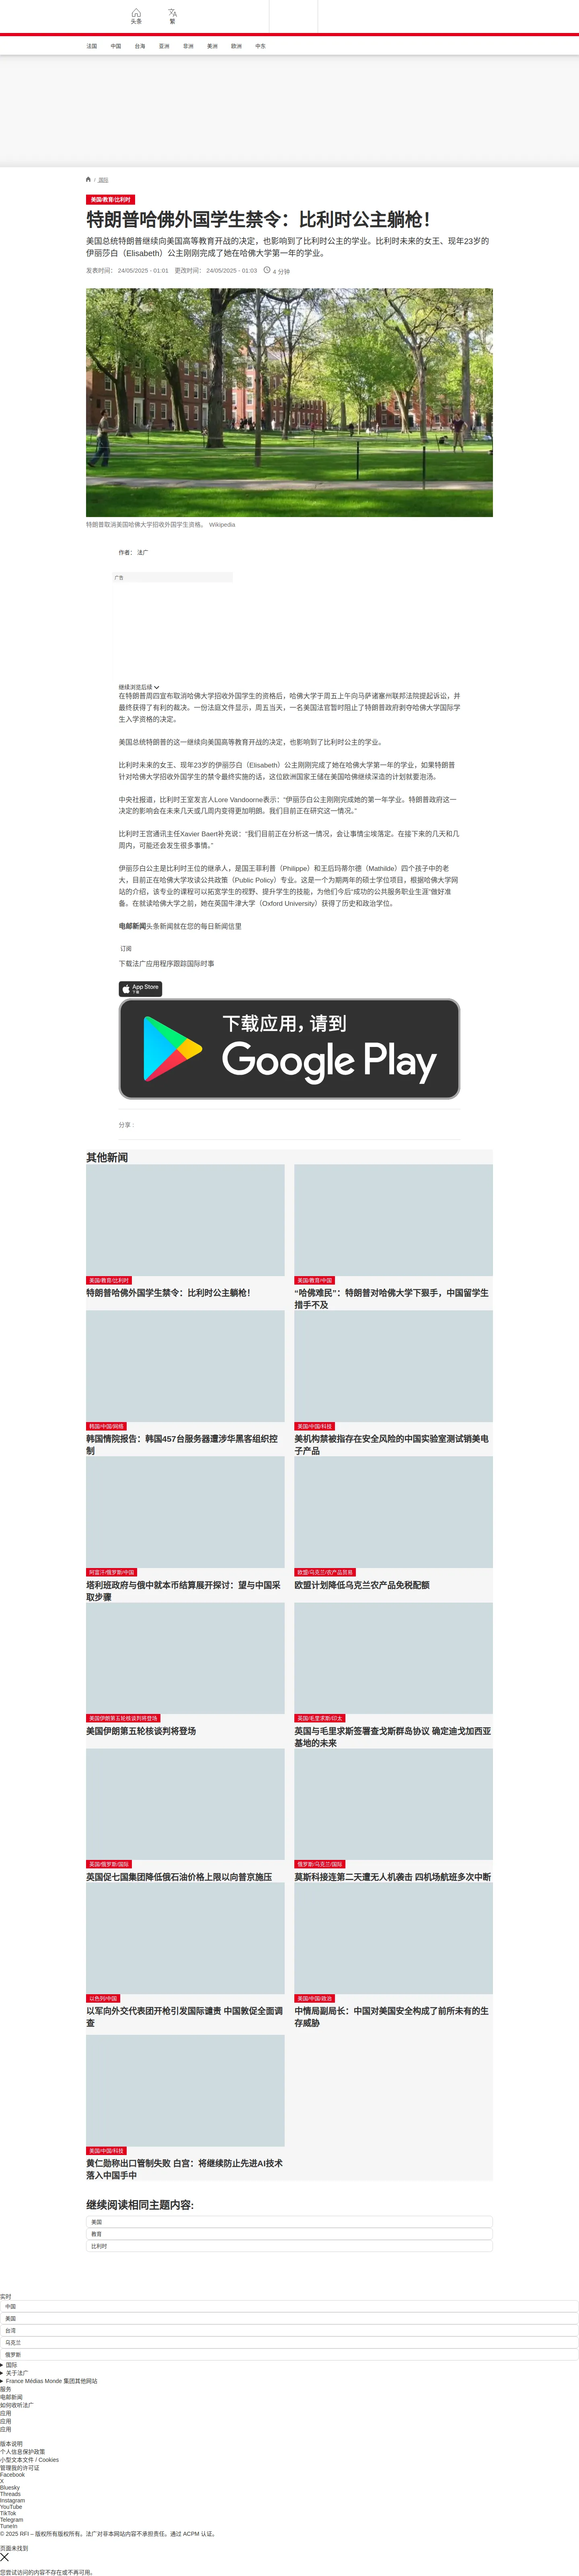 头条
繁
法国 中国 台海 亚洲 非洲 美洲 欧洲 中东
/ 国际
美国/教育/比利时
特朗普哈佛外国学生禁令：比利时公主躺枪！
美国总统特朗普继续向美国高等教育开战的决定，也影响到了比利时公主的学业。比利时未来的女王、现年23岁的
伊丽莎白（Elisabeth）公主刚刚完成了她在哈佛大学第一年的学业。
发表时间： 24/05/2025 - 01:01 更改时间： 24/05/2025 - 01:03 4 分钟
特朗普取消美国哈佛大学招收外国学生资格。 Wikipedia
作者： 法广
广告
继续浏览后续
在特朗普周四宣布取消哈佛大学招收外国学生的资格后，哈佛大学于周五上午向马萨诸塞州联邦法院提起诉讼，并
最终获得了有利的裁决。一份法庭文件显示，周五当天，一名美国法官暂时阻止了特朗普政府剥夺哈佛大学国际学
生入学资格的决定。
美国总统特朗普的这一继续向美国高等教育开战的决定，也影响到了比利时公主的学业。
比利时未来的女王、现年23岁的伊丽莎白（Elisabeth）公主刚刚完成了她在哈佛大学第一年的学业，如果特朗普
针对哈佛大学招收外国学生的禁令最终实施的话，这位欧洲国家王储在美国哈佛继续深造的计划就要泡汤。
中央社报道，比利时王室发言人Lore Vandoorne表示：“伊丽莎白公主刚刚完成她的第一年学业。特朗普政府这一
决定的影响会在未来几天或几周内变得更加明朗。我们目前正在研究这一情况。”
比利时王宫通讯主任Xavier Baert补充说：“我们目前正在分析这一情况，会让事情尘埃落定。在接下来的几天和几
周内，可能还会发生很多事情。”
伊丽莎白公主是比利时王位的继承人，是国王菲利普（Philippe）和王后玛蒂尔德（Mathilde）四个孩子中的老
大，目前正在哈佛大学攻读公共政策（Public Policy）专业。这是一个为期两年的硕士学位项目，根据哈佛大学网
站的介绍，该专业的课程可以拓宽学生的视野、提升学生的技能，为他们今后“成功的公共服务职业生涯”做好准
备。在就读哈佛大学之前，她在英国牛津大学（Oxford University）获得了历史和政治学位。
电邮新闻头条新闻就在您的每日新闻信里
订阅
下载法广应用程序跟踪国际时事
App Store
下载
下载应用，请到
Google Play
分享 :
其他新闻
美国/教育/比利时
特朗普哈佛外国学生禁令：比利时公主躺枪！
美国/教育/中国
“哈佛难民”：特朗普对哈佛大学下狠手，中国留学生
措手不及
韩国/中国/网络
韩国情院报告：韩国457台服务器遭涉华黑客组织控
制
美国/中国/科技
美机构禁被指存在安全风险的中国实验室测试销美电
子产品
阿富汗/俄罗斯/中国
塔利班政府与俄中就本币结算展开探讨：望与中国采
取步骤
欧盟/乌克兰/农产品贸易
欧盟计划降低乌克兰农产品免税配额
美国伊朗第五轮核谈判将登场
美国伊朗第五轮核谈判将登场
英国/毛里求斯/印太
英国与毛里求斯签署查戈斯群岛协议 确定迪戈加西亚
基地的未来
英国/俄罗斯/国际
英国促七国集团降低俄石油价格上限以向普京施压
俄罗斯/乌克兰/国际
莫斯科接连第二天遭无人机袭击 四机场航班多次中断
以色列/中国
以军向外交代表团开枪引发国际谴责 中国敦促全面调
查
美国/中国/政治
中情局副局长：中国对美国安全构成了前所未有的生
存威胁
美国/中国/科技
黄仁勋称出口管制失败 白宫：将继续防止先进AI技术
落入中国手中
继续阅读相同主题内容:
美国
教育
比利时
实时
中国
美国
台湾
乌克兰
俄罗斯
国际
关于法广
France Médias Monde 集团其他网站
服务
电邮新闻
如何收听法广
应用
应用
应用
版本说明
个人信息保护政策
小型文本文件 / Cookies
管理我的许可证
Facebook
X
Bluesky
Threads
Instagram
YouTube
TikTok
Telegram
TuneIn
© 2025 RFI – 版权所有版权所有。法广对非本网站内容不承担责任。通过 ACPM 认证。
页面未找到
您尝试访问的内容不存在或不再可用。